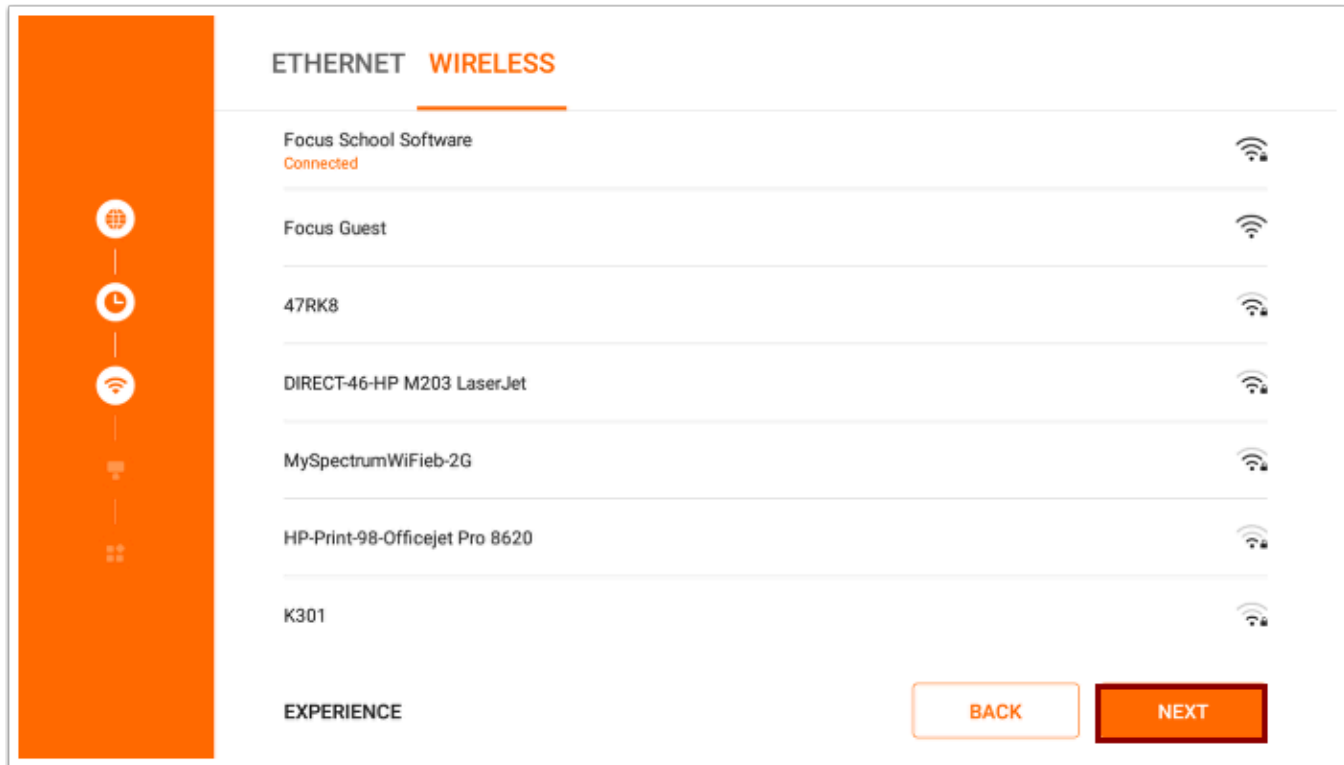 ETHERNET WIRELESS
Focus School Software
Connected
Focus Guest
47RK8
DIRECT-46-HP M203 LaserJet
MySpectrumWiFieb-2G
HP-Print-98-Officejet Pro 8620
K301
EXPERIENCE BACK NEXT